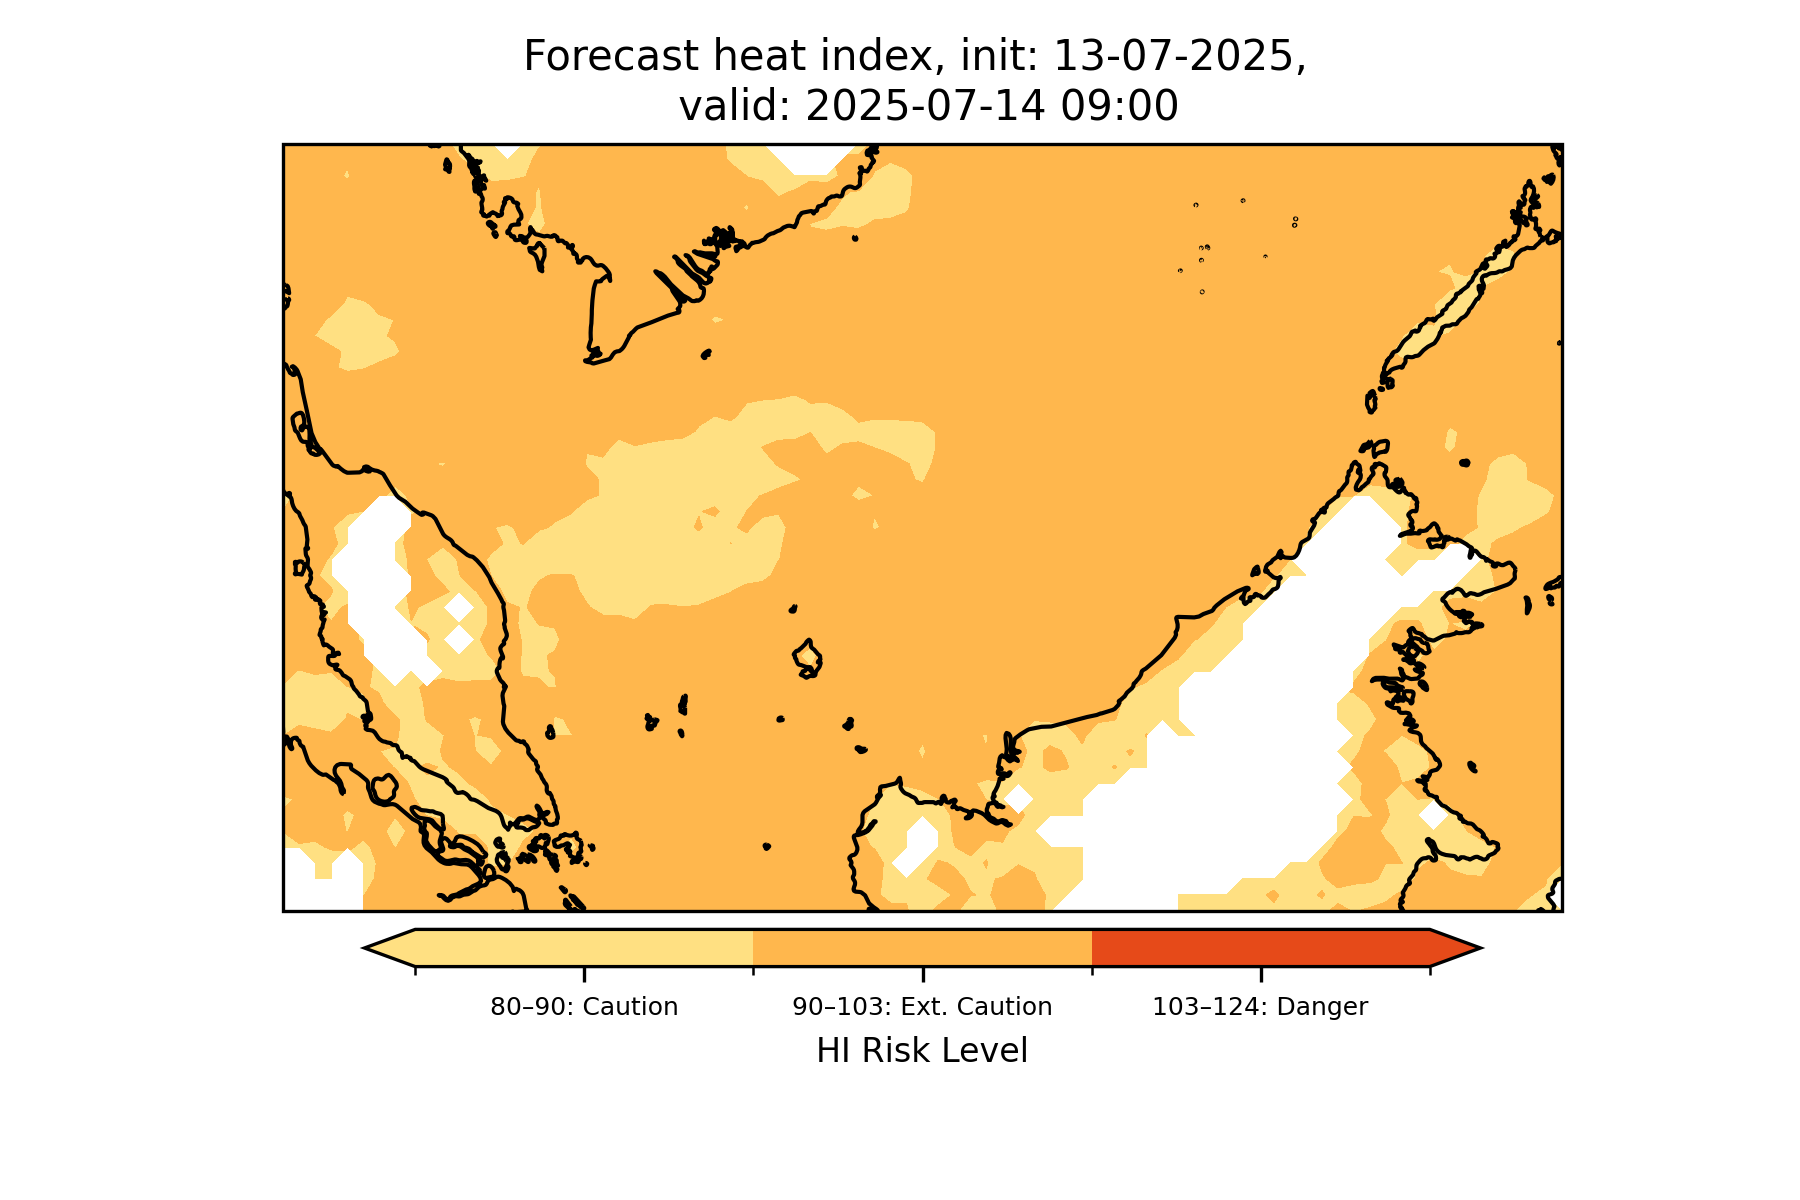 Forecast heat index, init: 13-07-2025,
valid: 2025-07-14 09:00
80–90: Caution
90–103: Ext. Caution
103–124: Danger
HI Risk Level